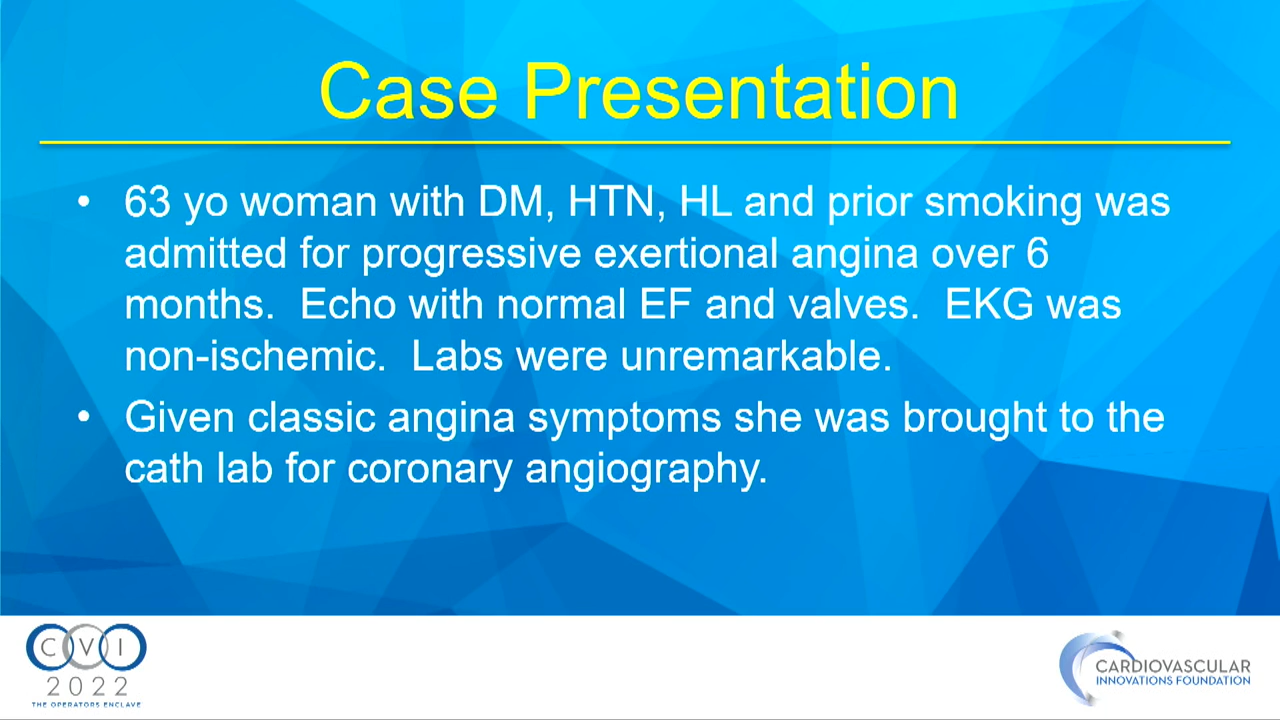 Case Presentation
• 63 yo woman with DM, HTN, HL and prior smoking was
admitted for progressive exertional angina over 6
months.  Echo with normal EF and valves.  EKG was
non-ischemic.  Labs were unremarkable.
• Given classic angina symptoms she was brought to the
cath lab for coronary angiography.
CVI
2022
THE OPERATORS ENCLAVE
CARDIOVASCULAR
INNOVATIONS FOUNDATION